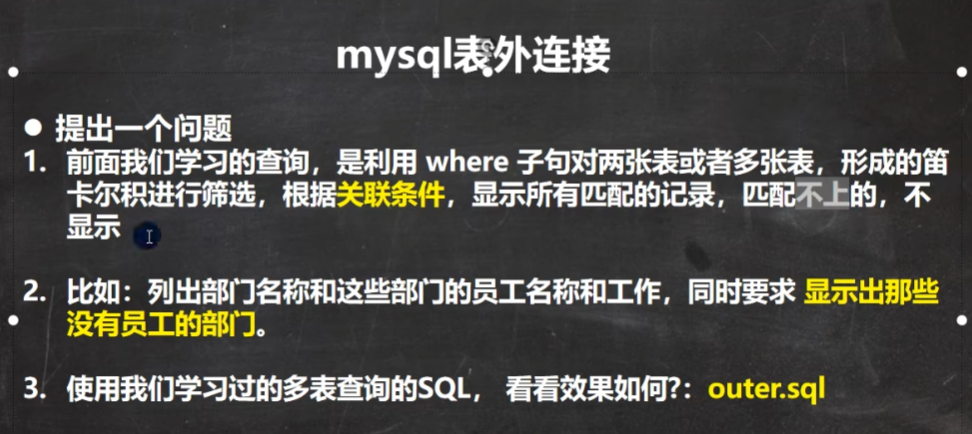 mysql表外连接
● 提出一个问题
1. 前面我们学习的查询，是利用 where 子句对两张表或者多张表，形成的笛
卡尔积进行筛选，根据关联条件，显示所有匹配的记录，匹配不上的，不
显示
2. 比如：列出部门名称和这些部门的员工名称和工作，同时要求 显示出那些
没有员工的部门。
3. 使用我们学习过的多表查询的SQL， 看看效果如何?：outer.sql